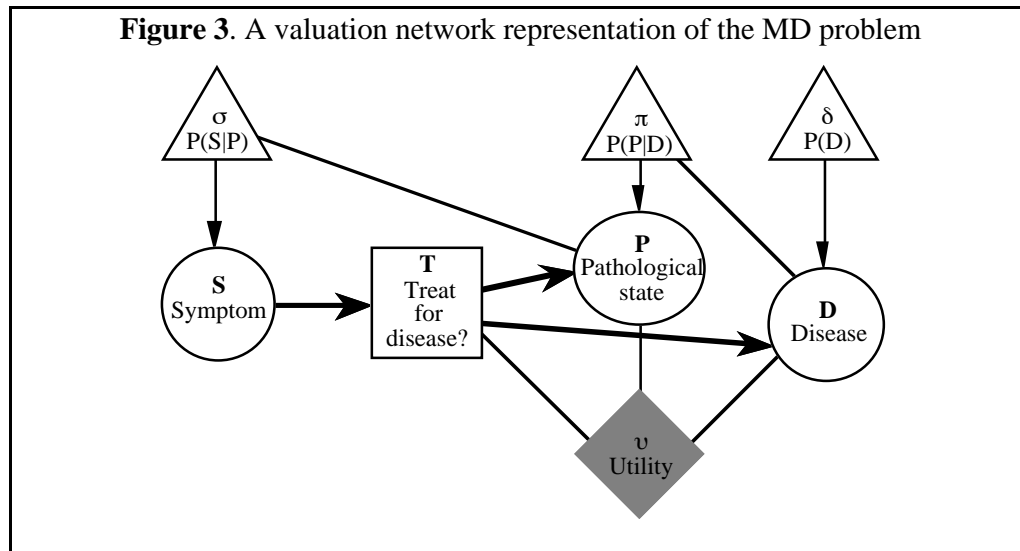 Figure 3. A valuation network representation of the MD problem
σ
P(S|P)
π
P(P|D)
δ
P(D)
S
Symptom
T
Treat
for
disease?
P
Pathological
state
D
Disease
υ
Utility